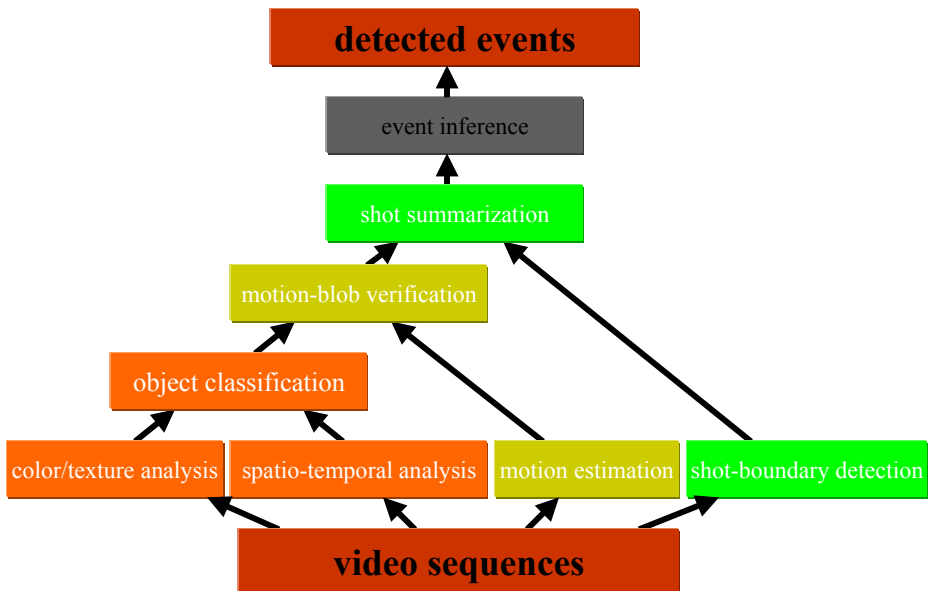 detected events
event inference
shot summarization
motion-blob verification
object classification
color/texture analysis
spatio-temporal analysis
motion estimation
shot-boundary detection
video sequences